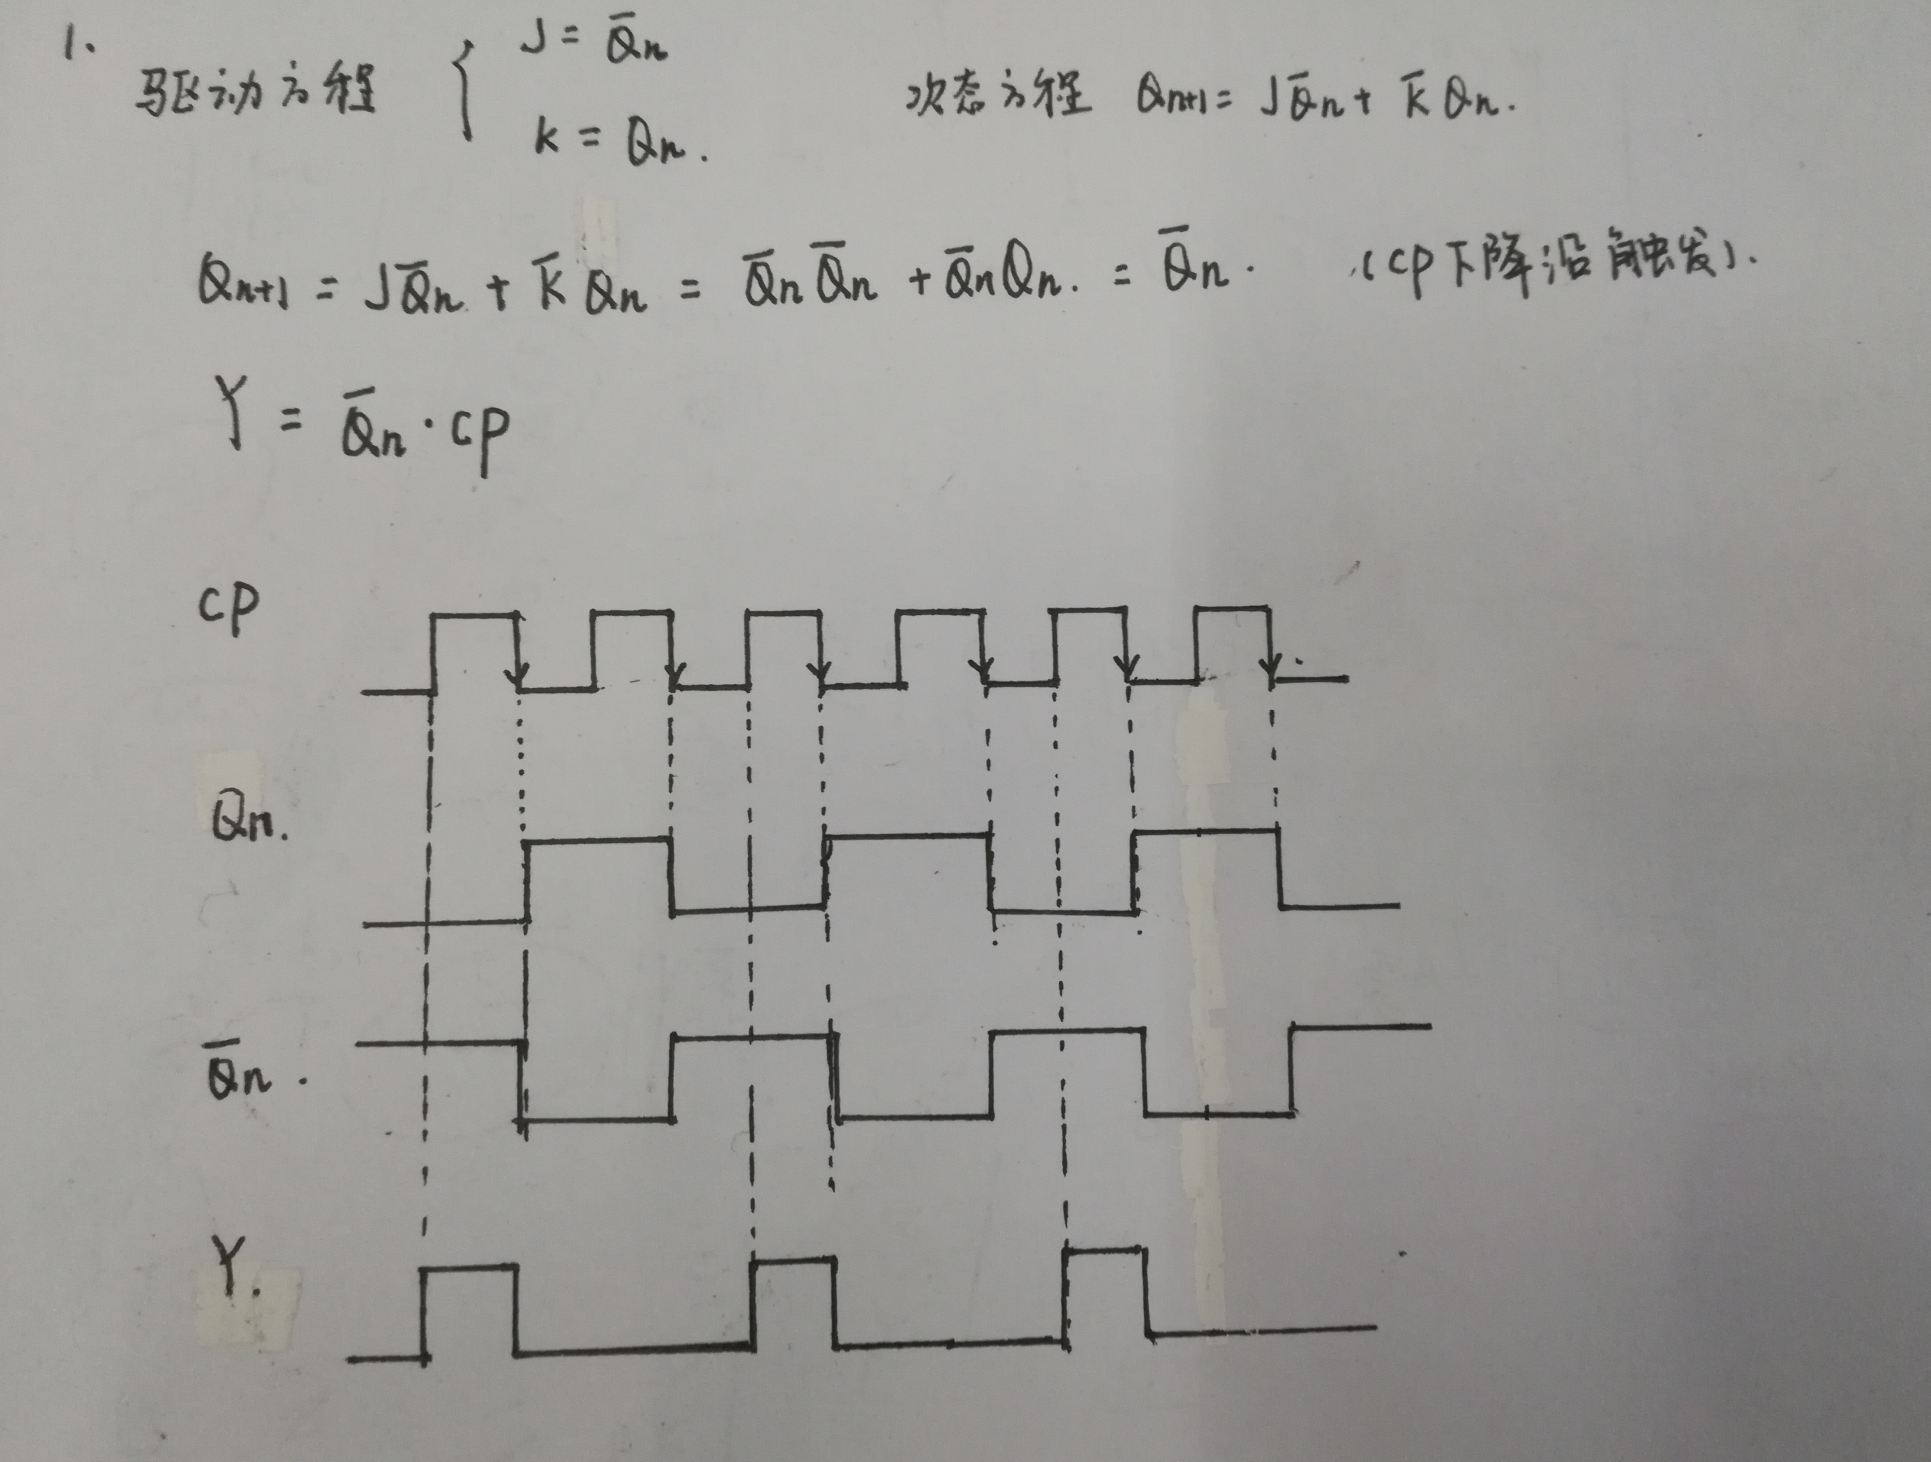 1.
驱动方程 { J = Q̄n
K = Qn.
次态方程 Qn+1 = JQ̄n + K̄Qn.
Qn+1 = JQ̄n + K̄Qn = Q̄nQ̄n + Q̄nQn. = Q̄n. (CP下降沿触发).
Y = Q̄n · CP
CP
Qn.
Q̄n.
Y.